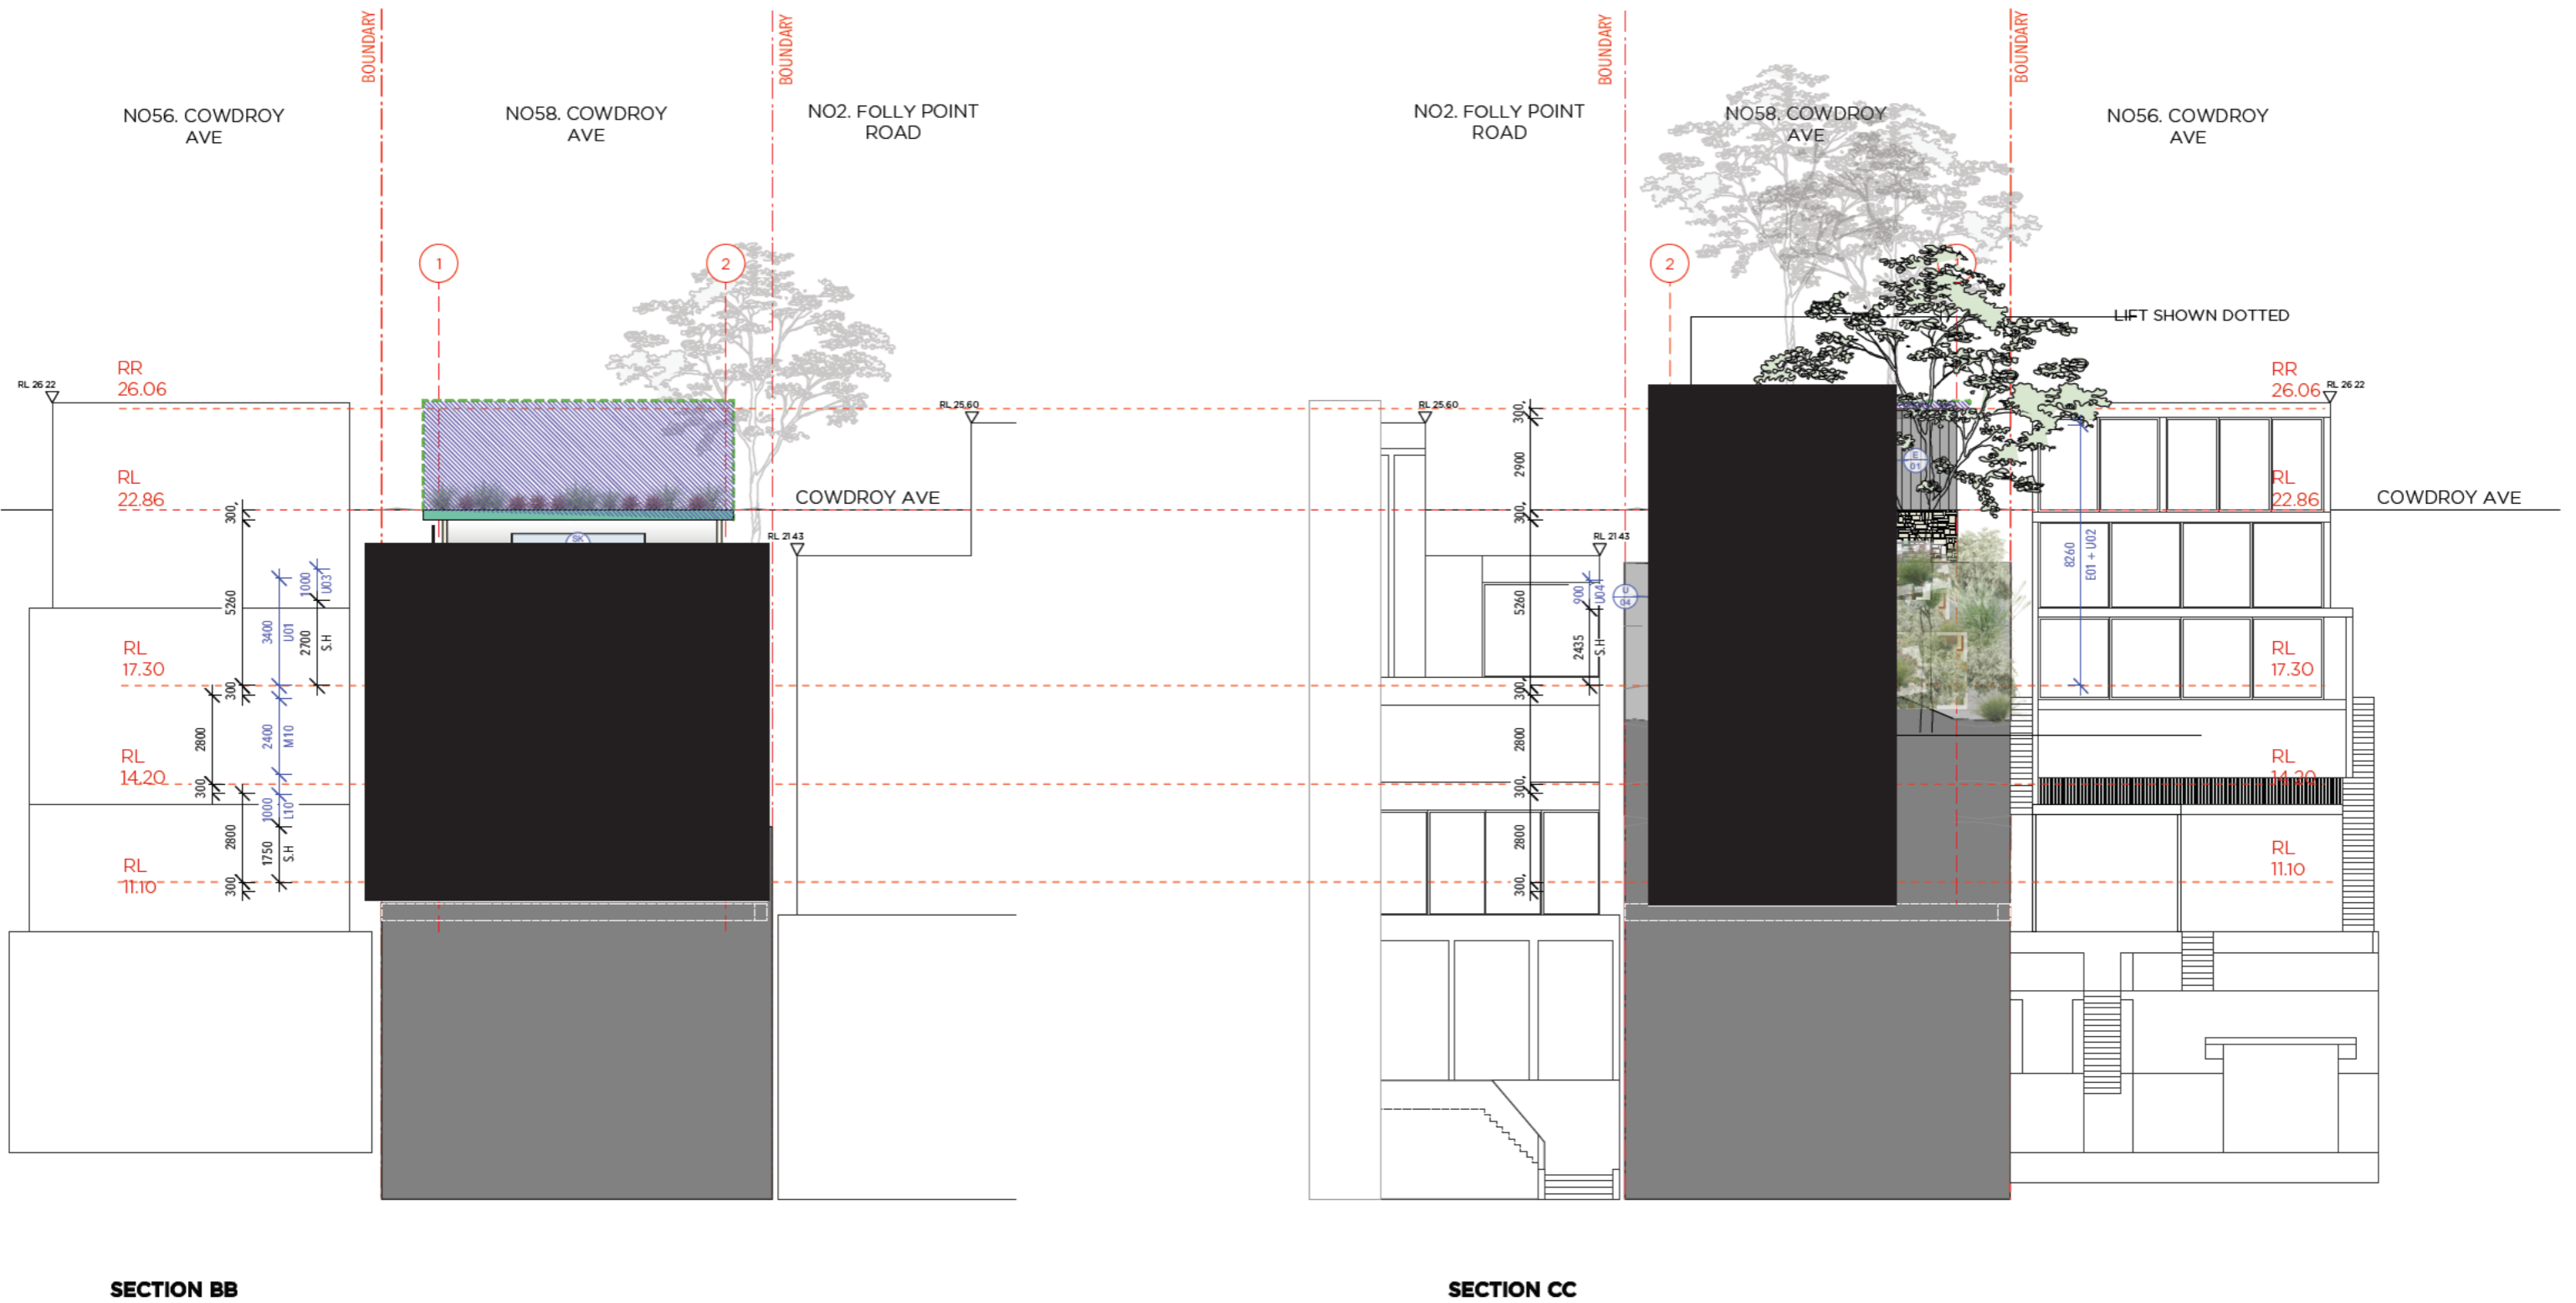 BOUNDARY
BOUNDARY
BOUNDARY
BOUNDARY
NO56. COWDROY
AVE
NO58. COWDROY
AVE
NO2. FOLLY POINT
ROAD
NO2. FOLLY POINT
ROAD
NO58. COWDROY
AVE
NO56. COWDROY
AVE
1
2
2
LIFT SHOWN DOTTED
RL 26 22
RR
26.06
RL 25.60
RL 25.60
RR
26.06
RL 26 22
300
2900
E
01
RL
22.86
COWDROY AVE
RL
22.86
COWDROY AVE
300
300
SK
RL 21 43
RL 21 43
5260
3400
U01
1000
U03
2700
S.H
5260
900
U04
2435
S.H
U
04
8260
E01 + U02
RL
17.30
RL
17.30
300
300
2800
2400
M10
2800
RL
14.20
RL
14.20
300
300
2800
1000
L10
1750
S.H
2800
RL
11.10
RL
11.10
300
300
SECTION BB
SECTION CC